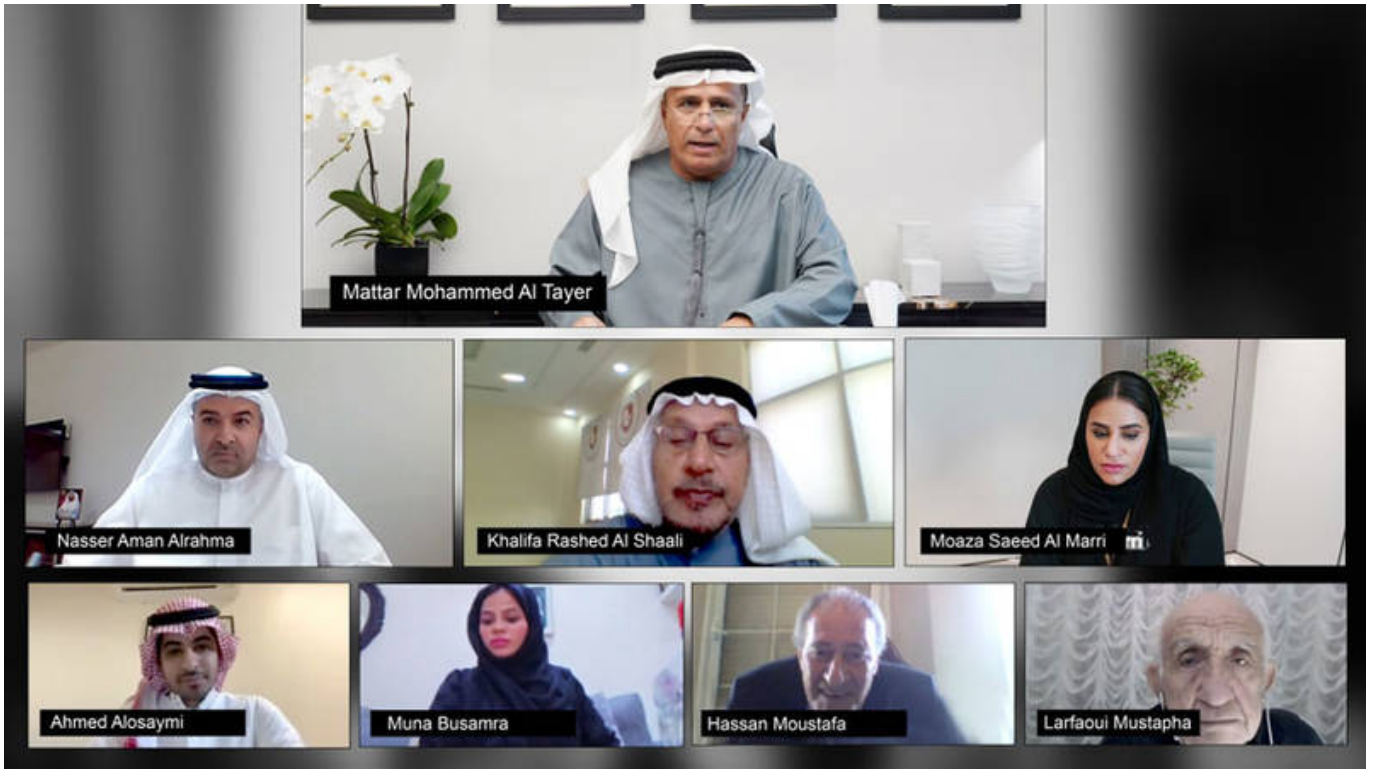 Mattar Mohammed Al Tayer
Nasser Aman Alrahma
Khalifa Rashed Al Shaali
Moaza Saeed Al Marri
Ahmed Alosaymi
Muna Busamra
Hassan Moustafa
Larfaoui Mustapha